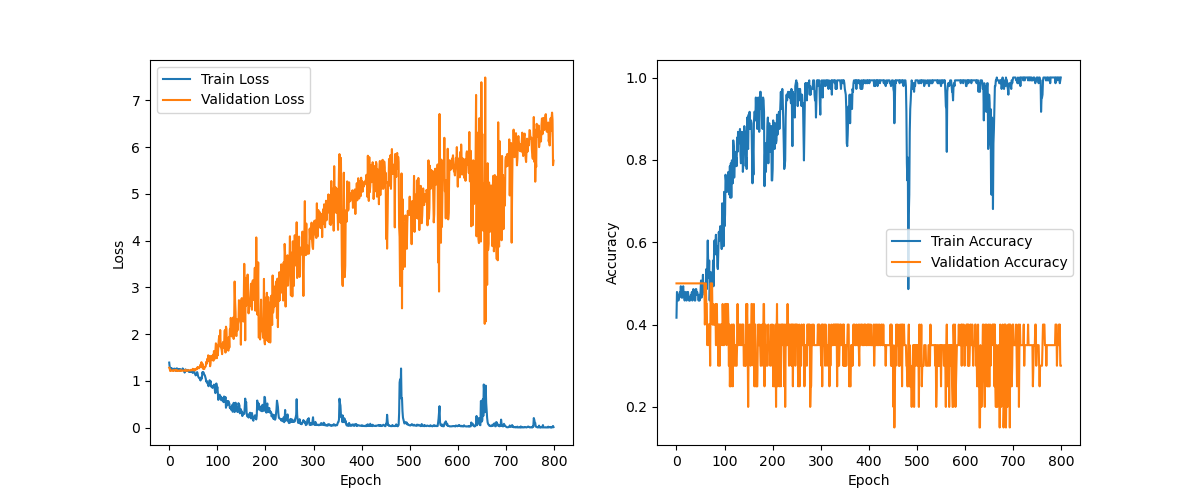 Train Loss
Validation Loss
7
6
5
4
3
2
1
0
Loss
0 100 200 300 400 500 600 700 800
Epoch
1.0
0.8
0.6
0.4
0.2
Accuracy
Train Accuracy
Validation Accuracy
0 100 200 300 400 500 600 700 800
Epoch